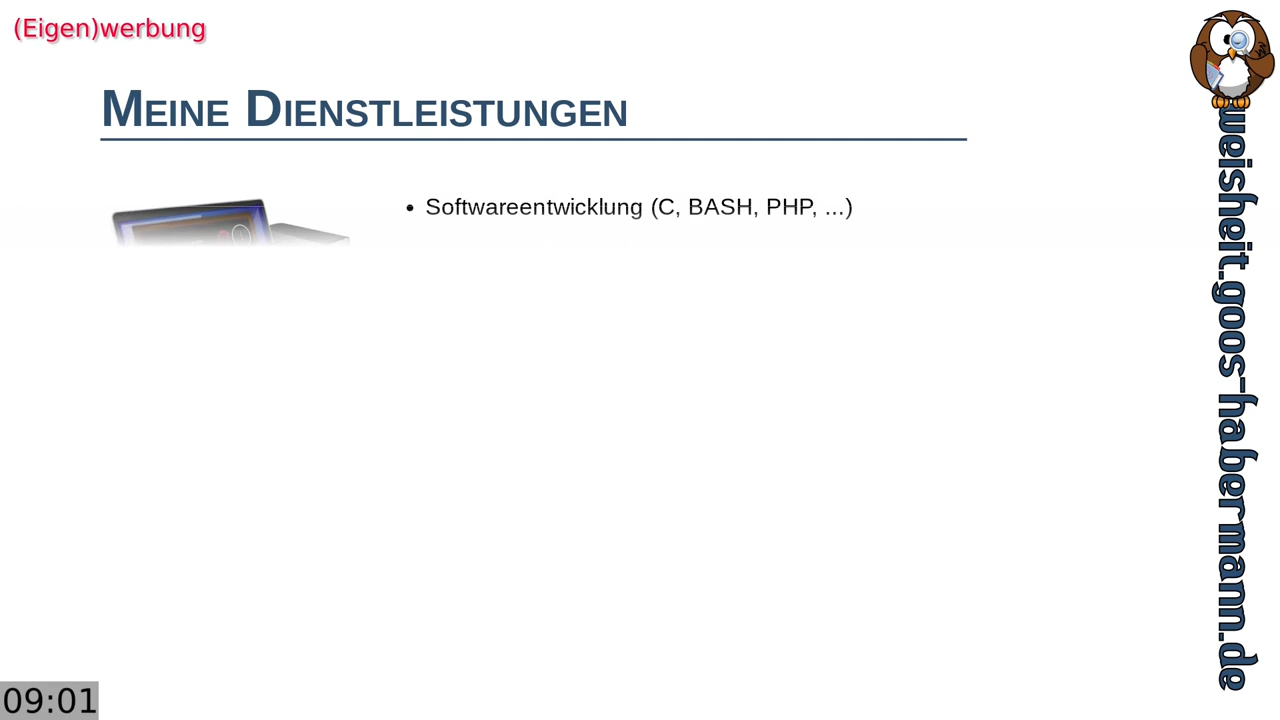 (Eigen)werbung
MEINE DIENSTLEISTUNGEN
• Softwareentwicklung (C, BASH, PHP, ...)
weisheit.goos-habermann.de
09:01